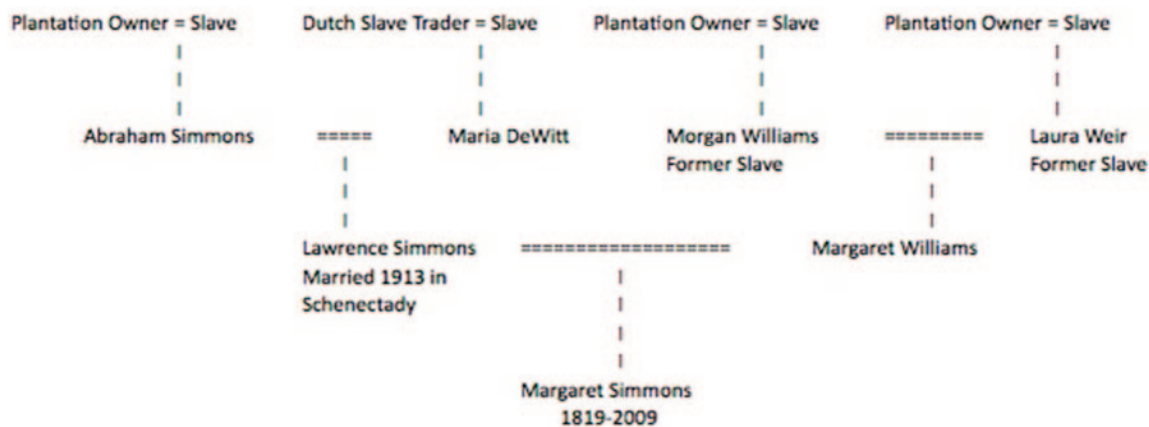 Plantation Owner = Slave Dutch Slave Trader = Slave Plantation Owner = Slave Plantation Owner = Slave
Abraham Simmons ===== Maria DeWitt Morgan Williams ========= Laura Weir
Former Slave Former Slave
Lawrence Simmons =================== Margaret Williams
Married 1913 in
Schenectady
Margaret Simmons
1819-2009